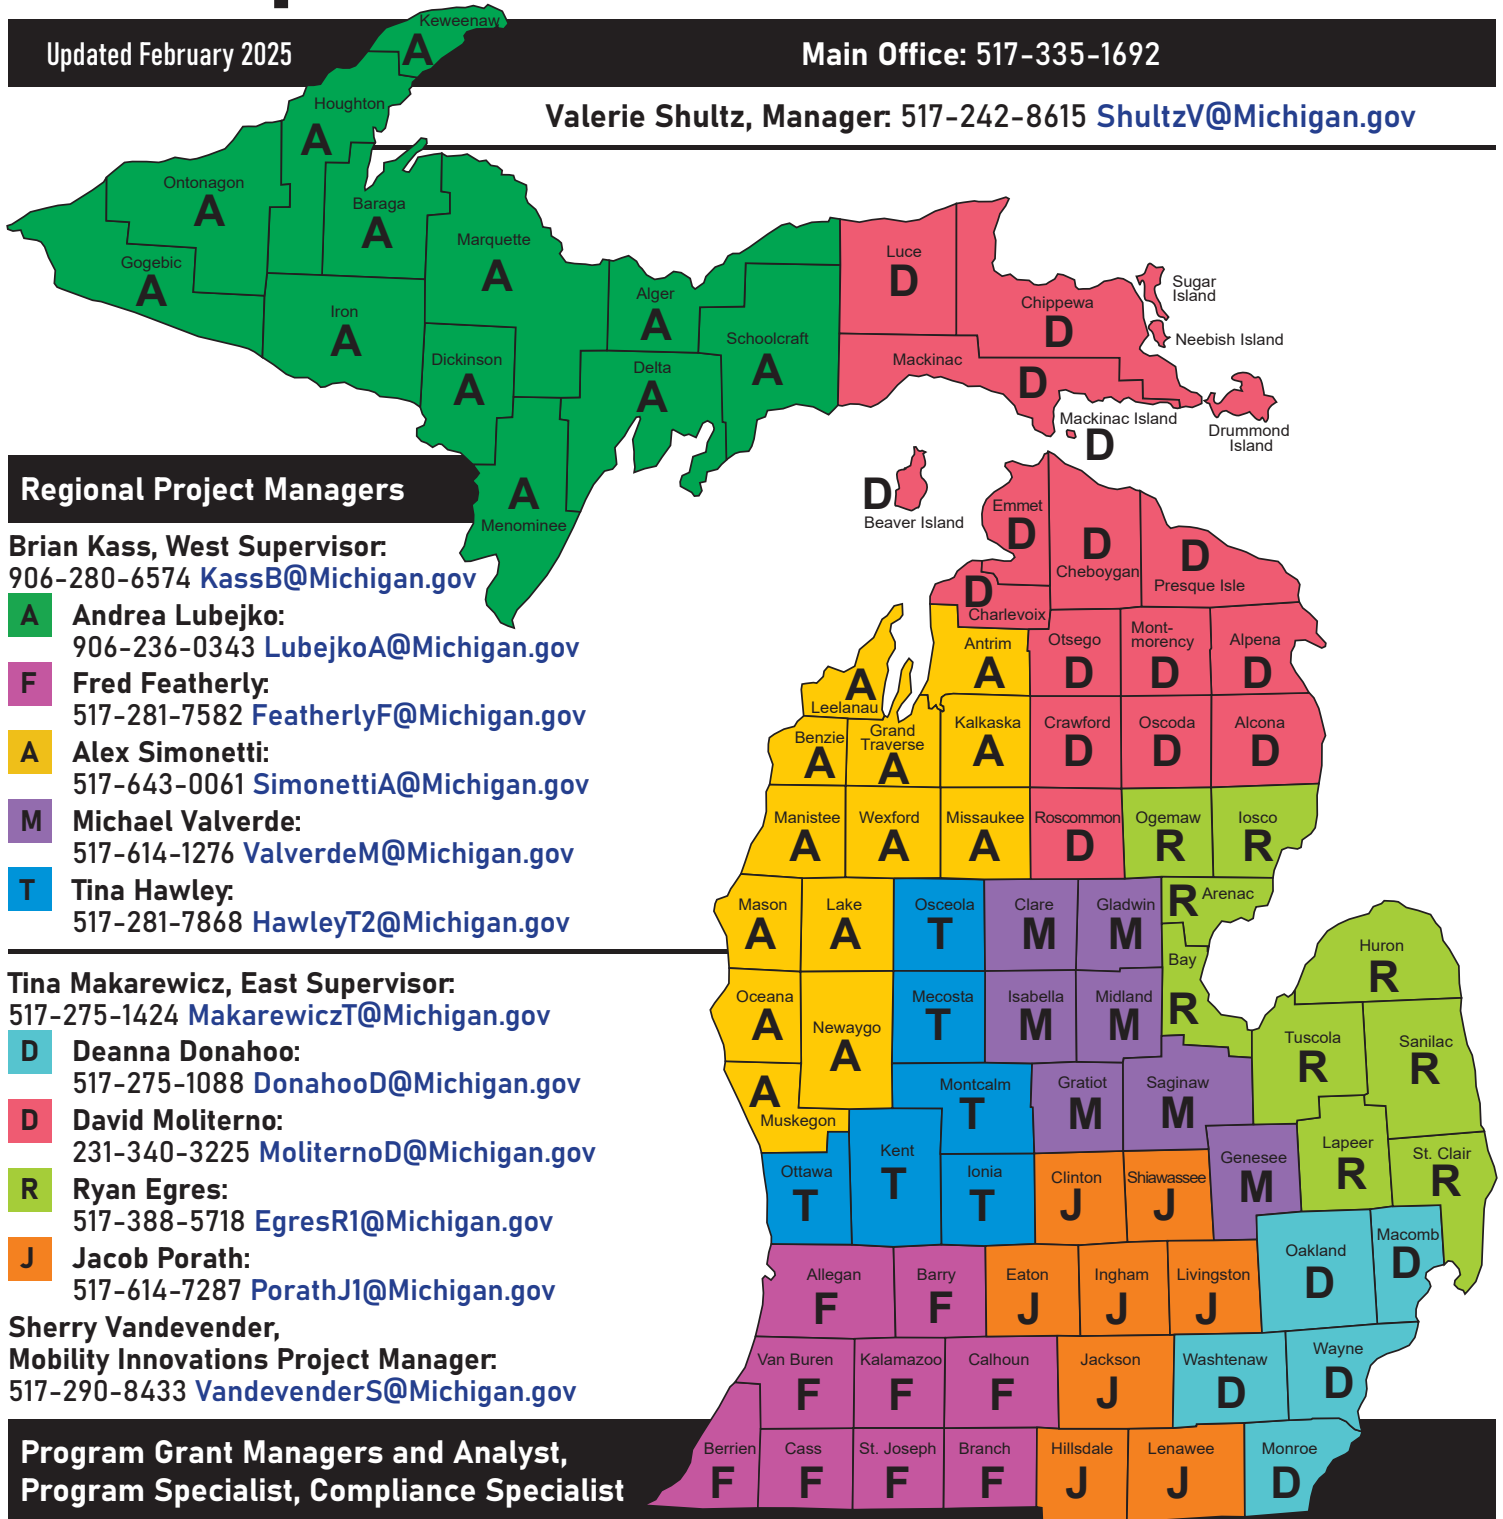 Updated February 2025
Main Office: 517-335-1692
Valerie Shultz, Manager: 517-242-8615 ShultzV@Michigan.gov
Keweenaw
A
Houghton
A
Ontonagon
A
Baraga
A
Gogebic
A
Marquette
A
Iron
A
Dickinson
A
Alger
A
Delta
A
Schoolcraft
A
Menominee
A
Luce
D
Chippewa
D
Mackinac
D
Sugar
Island
Neebish Island
Drummond
Island
Mackinac Island
D
D
Beaver Island
Regional Project Managers
Brian Kass, West Supervisor:
906-280-6574 KassB@Michigan.gov
A Andrea Lubejko:
906-236-0343 LubejkoA@Michigan.gov
F Fred Featherly:
517-281-7582 FeatherlyF@Michigan.gov
A Alex Simonetti:
517-643-0061 SimonettiA@Michigan.gov
M Michael Valverde:
517-614-1276 ValverdeM@Michigan.gov
T Tina Hawley:
517-281-7868 HawleyT2@Michigan.gov
Tina Makarewicz, East Supervisor:
517-275-1424 MakarewiczT@Michigan.gov
D Deanna Donahoo:
517-275-1088 DonahooD@Michigan.gov
D David Moliterno:
231-340-3225 MoliternoD@Michigan.gov
R Ryan Egres:
517-388-5718 EgresR1@Michigan.gov
J Jacob Porath:
517-614-7287 PorathJ1@Michigan.gov
Sherry Vandevender,
Mobility Innovations Project Manager:
517-290-8433 VandevenderS@Michigan.gov
Program Grant Managers and Analyst,
Program Specialist, Compliance Specialist
Emmet
D
D
Cheboygan
D
Presque Isle
D
Charlevoix
A
Leelanau
Antrim
A
Otsego
D
Mont-
morency
D
Alpena
D
Benzie
A
Grand
Traverse
A
Kalkaska
A
Crawford
D
Oscoda
D
Alcona
D
Manistee
A
Wexford
A
Missaukee
A
Roscommon
D
Ogemaw
R
Iosco
R
Mason
A
Lake
A
Osceola
T
Clare
M
Gladwin
M
R Arenac
Bay
R
Huron
R
Oceana
A
Newaygo
A
Mecosta
T
Isabella
M
Midland
M
Tuscola
R
Sanilac
R
A
Muskegon
Montcalm
T
Gratiot
M
Saginaw
M
Lapeer
R
St. Clair
R
Ottawa
T
Kent
T
Ionia
T
Clinton
J
Shiawassee
J
Genesee
M
Allegan
F
Barry
F
Eaton
J
Ingham
J
Livingston
J
Oakland
D
Macomb
D
Van Buren
F
Kalamazoo
F
Calhoun
F
Jackson
J
Washtenaw
D
Wayne
D
Berrien
F
Cass
F
St. Joseph
F
Branch
F
Hillsdale
J
Lenawee
J
Monroe
D